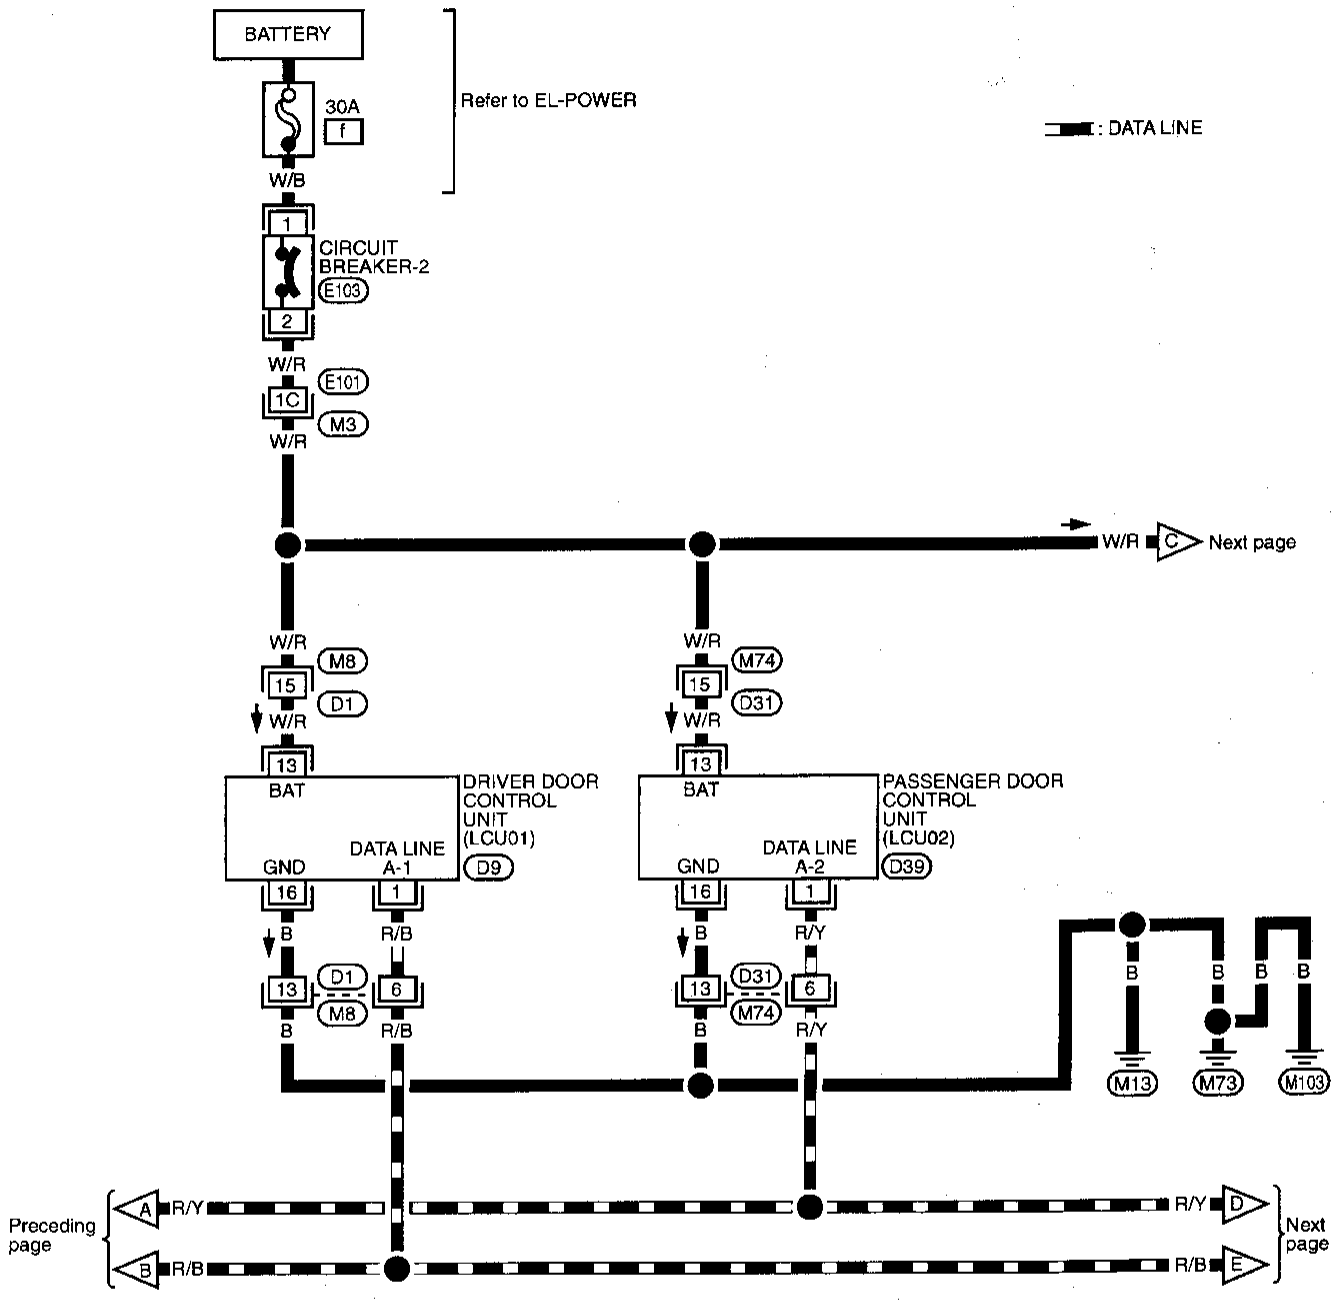 BATTERY
30A
f
Refer to EL-POWER
: DATA LINE
W/B
1
CIRCUIT
BREAKER-2
E103
2
W/R
E101
1C
M3
W/R
W/R
C
Next page
W/R
M8
15
D1
W/R
13
BAT
W/R
M74
15
D31
W/R
13
BAT
DRIVER DOOR
CONTROL
UNIT
(LCU01)
D9
DATA LINE
GND
A-1
16
1
PASSENGER DOOR
CONTROL
UNIT
(LCU02)
D39
DATA LINE
GND
A-2
16
1
B
R/B
B
R/Y
D1
13
6
M8
D31
13
6
M74
B
R/B
B
R/Y
B
B
B
B
M13
M73
M103
Preceding
page
A
R/Y
R/Y
D
B
R/B
R/B
E
Next
page